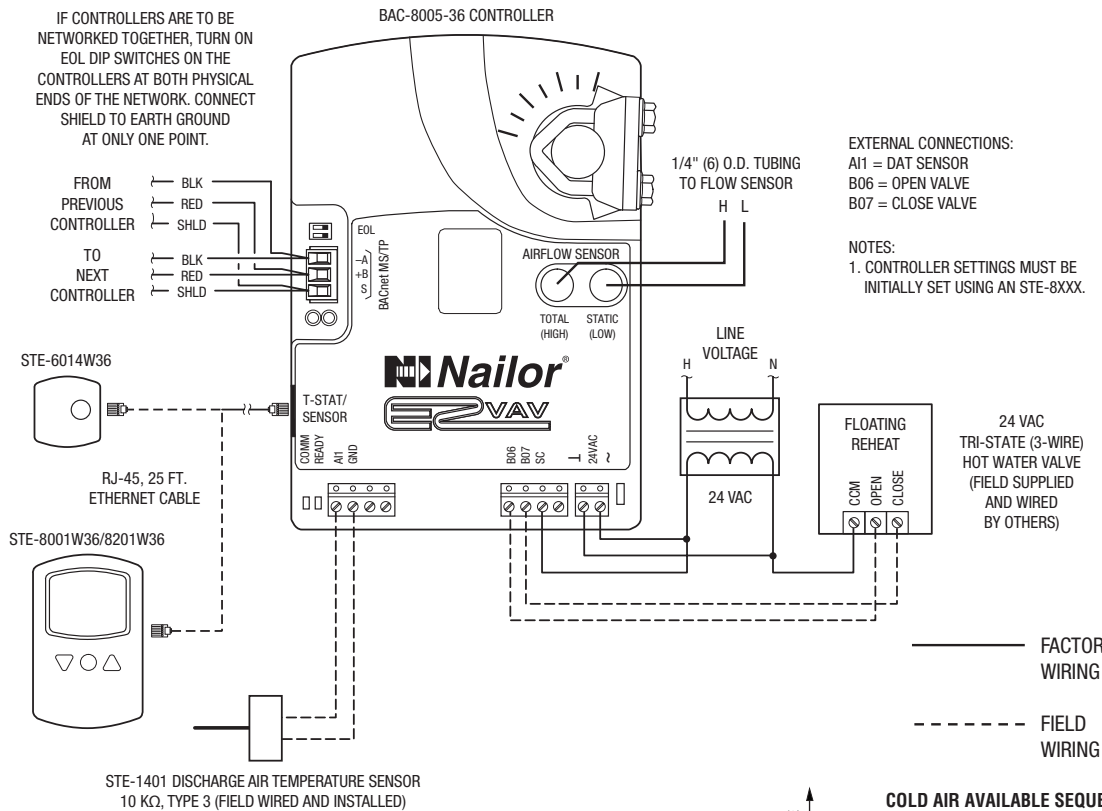 BAC-8005-36 CONTROLLER
IF CONTROLLERS ARE TO BE
NETWORKED TOGETHER, TURN ON
EOL DIP SWITCHES ON THE
CONTROLLERS AT BOTH PHYSICAL
ENDS OF THE NETWORK. CONNECT
SHIELD TO EARTH GROUND
AT ONLY ONE POINT.
FROM
PREVIOUS
CONTROLLER
BLK
RED
SHLD
TO
NEXT
CONTROLLER
BLK
RED
SHLD
EOL
–A
+B
S
BACnet MS/TP
1/4" (6) O.D. TUBING
TO FLOW SENSOR
H L
AIRFLOW SENSOR
TOTAL
(HIGH)
STATIC
(LOW)
EXTERNAL CONNECTIONS:
AI1 = DAT SENSOR
B06 = OPEN VALVE
B07 = CLOSE VALVE
NOTES:
1. CONTROLLER SETTINGS MUST BE
INITIALLY SET USING AN STE-8XXX.
Nailor®
EZ VAV
T-STAT/
SENSOR
COMM
READY
AI1
GND
B06
B07
SC
⊥
24VAC
~
STE-6014W36
RJ-45, 25 FT.
ETHERNET CABLE
STE-8001W36/8201W36
LINE
VOLTAGE
H N
24 VAC
FLOATING
REHEAT
CCM
OPEN
CLOSE
24 VAC
TRI-STATE (3-WIRE)
HOT WATER VALVE
(FIELD SUPPLIED
AND WIRED
BY OTHERS)
FACTOR
WIRING
FIELD
WIRING
STE-1401 DISCHARGE AIR TEMPERATURE SENSOR
10 KΩ, TYPE 3 (FIELD WIRED AND INSTALLED)
COLD AIR AVAILABLE SEQUE